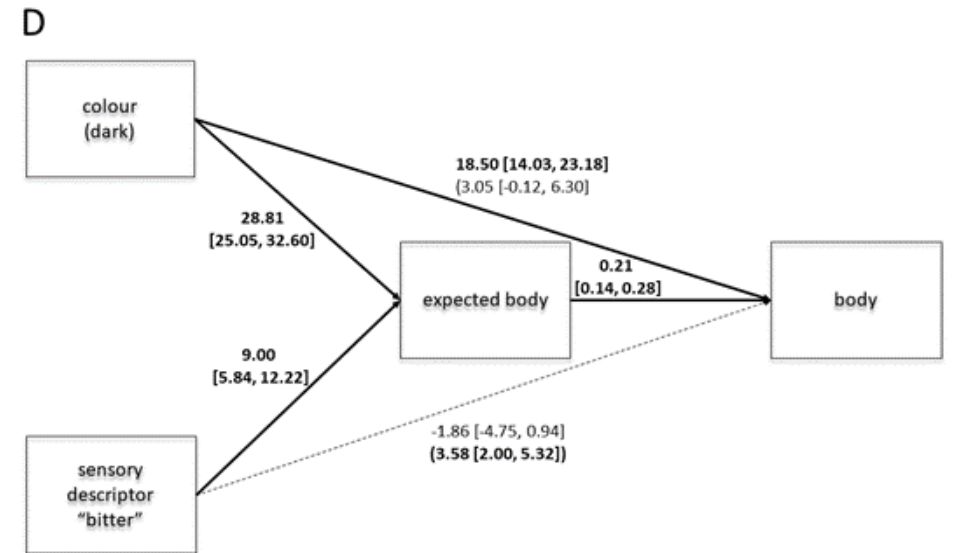 D
colour
(dark)
18.50 [14.03, 23.18]
(3.05 [-0.12, 6.30]
28.81
[25.05, 32.60]
expected body
0.21
[0.14, 0.28]
body
9.00
[5.84, 12.22]
-1.86 [-4.75, 0.94]
(3.58 [2.00, 5.32])
sensory
descriptor
“bitter”